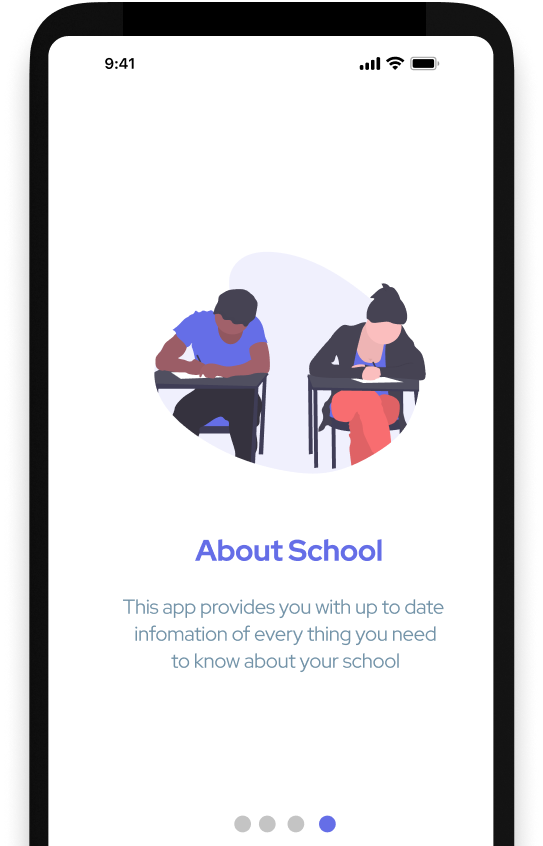 9:41
About School
This app provides you with up to date
infomation of every thing you need
to know about your school